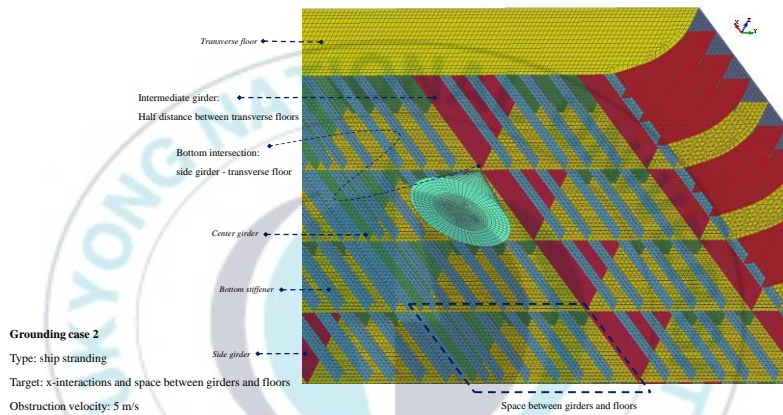 Transverse floor
Intermediate girder:
Half distance between transverse floors
Bottom intersection:
side girder - transverse floor
Center girder
Bottom stiffener
Grounding case 2
Type: ship stranding
Side girder
Target: x-interactions and space between girders and floors
Obstruction velocity: 5 m/s
Space between girders and floors
X
Z
Y
UKYONG NATIONA